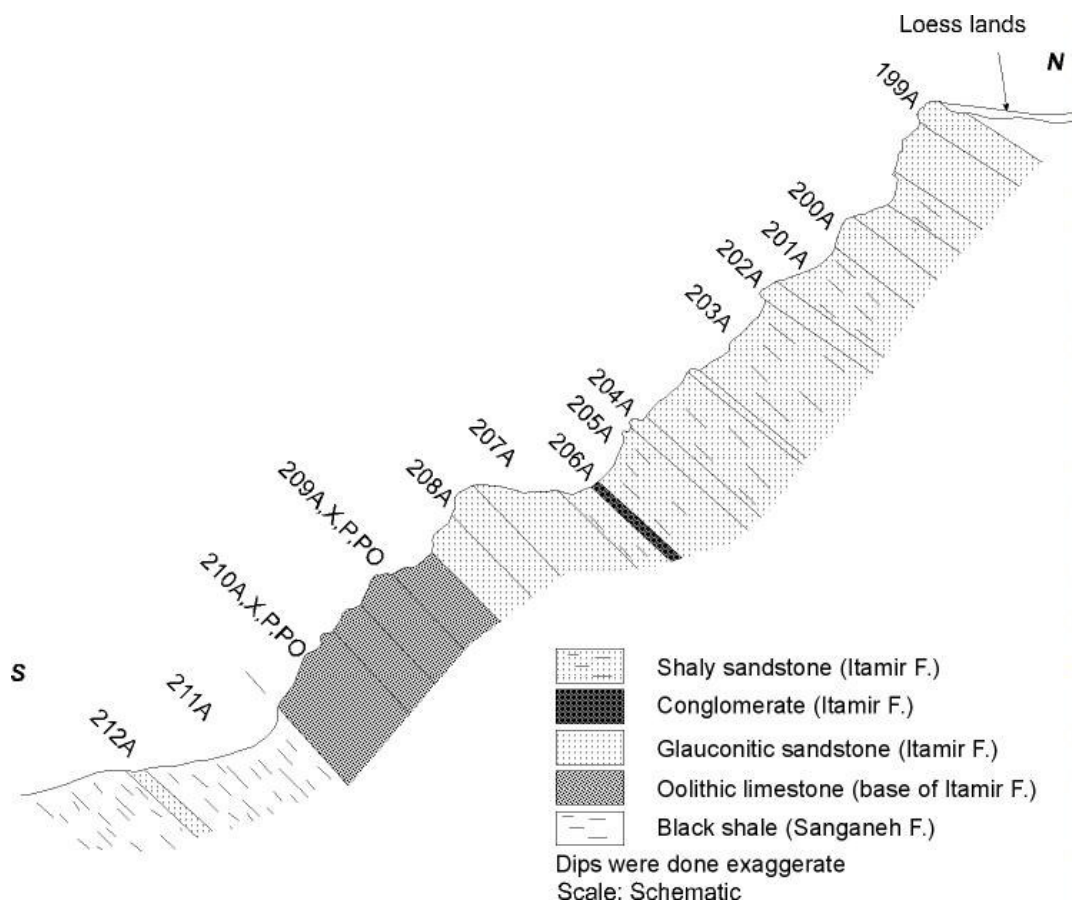 Loess lands
N
199A
200A
201A
202A
203A
204A
205A
206A
207A
208A
209A,X,P,PO
210A,X,P,PO
S
211A
212A
Shaly sandstone (Itamir F.)
Conglomerate (Itamir F.)
Glauconitic sandstone (Itamir F.)
Oolithic limestone (base of Itamir F.)
Black shale (Sanganeh F.)
Dips were done exaggerate
Scale: Schematic